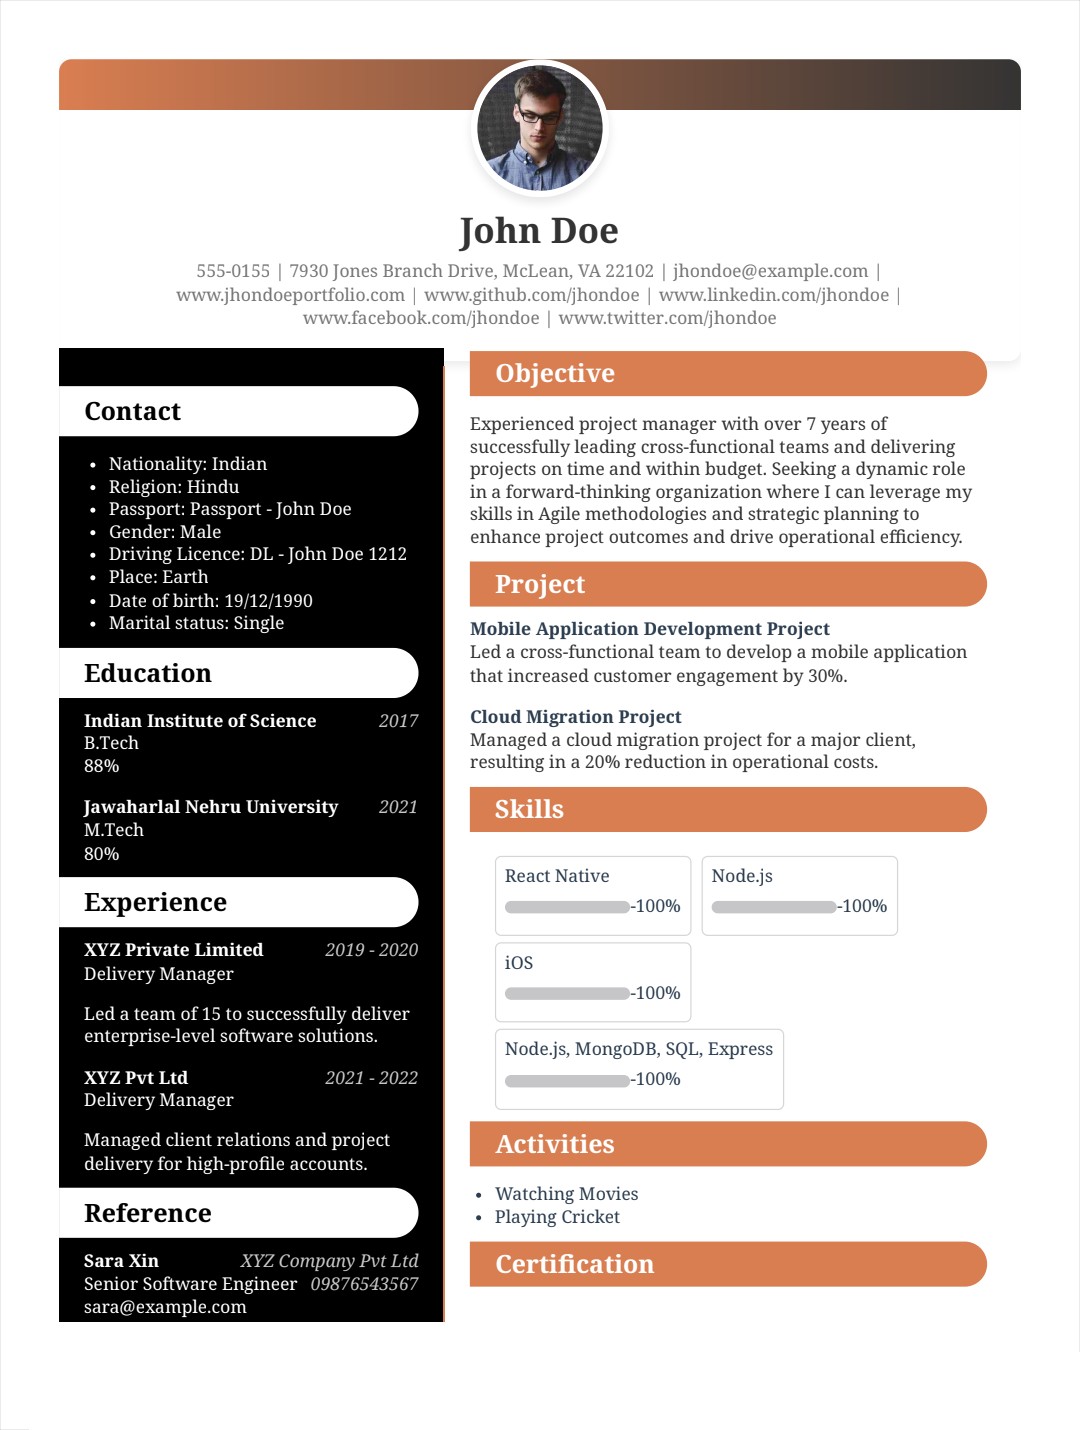 John Doe
555-0155 | 7930 Jones Branch Drive, McLean, VA 22102 | jhondoe@example.com |
www.jhondoeportfolio.com | www.github.com/jhondoe | www.linkedin.com/jhondoe |
www.facebook.com/jhondoe | www.twitter.com/jhondoe
Contact
• Nationality: Indian
• Religion: Hindu
• Passport: Passport - John Doe
• Gender: Male
• Driving Licence: DL - John Doe 1212
• Place: Earth
• Date of birth: 19/12/1990
• Marital status: Single
Education
Indian Institute of Science 2017
B.Tech
88%
Jawaharlal Nehru University 2021
M.Tech
80%
Experience
XYZ Private Limited 2019 - 2020
Delivery Manager
Led a team of 15 to successfully deliver
enterprise-level software solutions.
XYZ Pvt Ltd 2021 - 2022
Delivery Manager
Managed client relations and project
delivery for high-profile accounts.
Reference
Sara Xin XYZ Company Pvt Ltd
Senior Software Engineer 09876543567
sara@example.com
Objective
Experienced project manager with over 7 years of
successfully leading cross-functional teams and delivering
projects on time and within budget. Seeking a dynamic role
in a forward-thinking organization where I can leverage my
skills in Agile methodologies and strategic planning to
enhance project outcomes and drive operational efficiency.
Project
Mobile Application Development Project
Led a cross-functional team to develop a mobile application
that increased customer engagement by 30%.
Cloud Migration Project
Managed a cloud migration project for a major client,
resulting in a 20% reduction in operational costs.
Skills
React Native
-100%
Node.js
-100%
iOS
-100%
Node.js, MongoDB, SQL, Express
-100%
Activities
• Watching Movies
• Playing Cricket
Certification